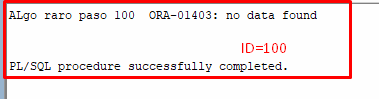 ALgo raro paso 100  ORA-01403: no data found
ID=100
PL/SQL procedure successfully completed.